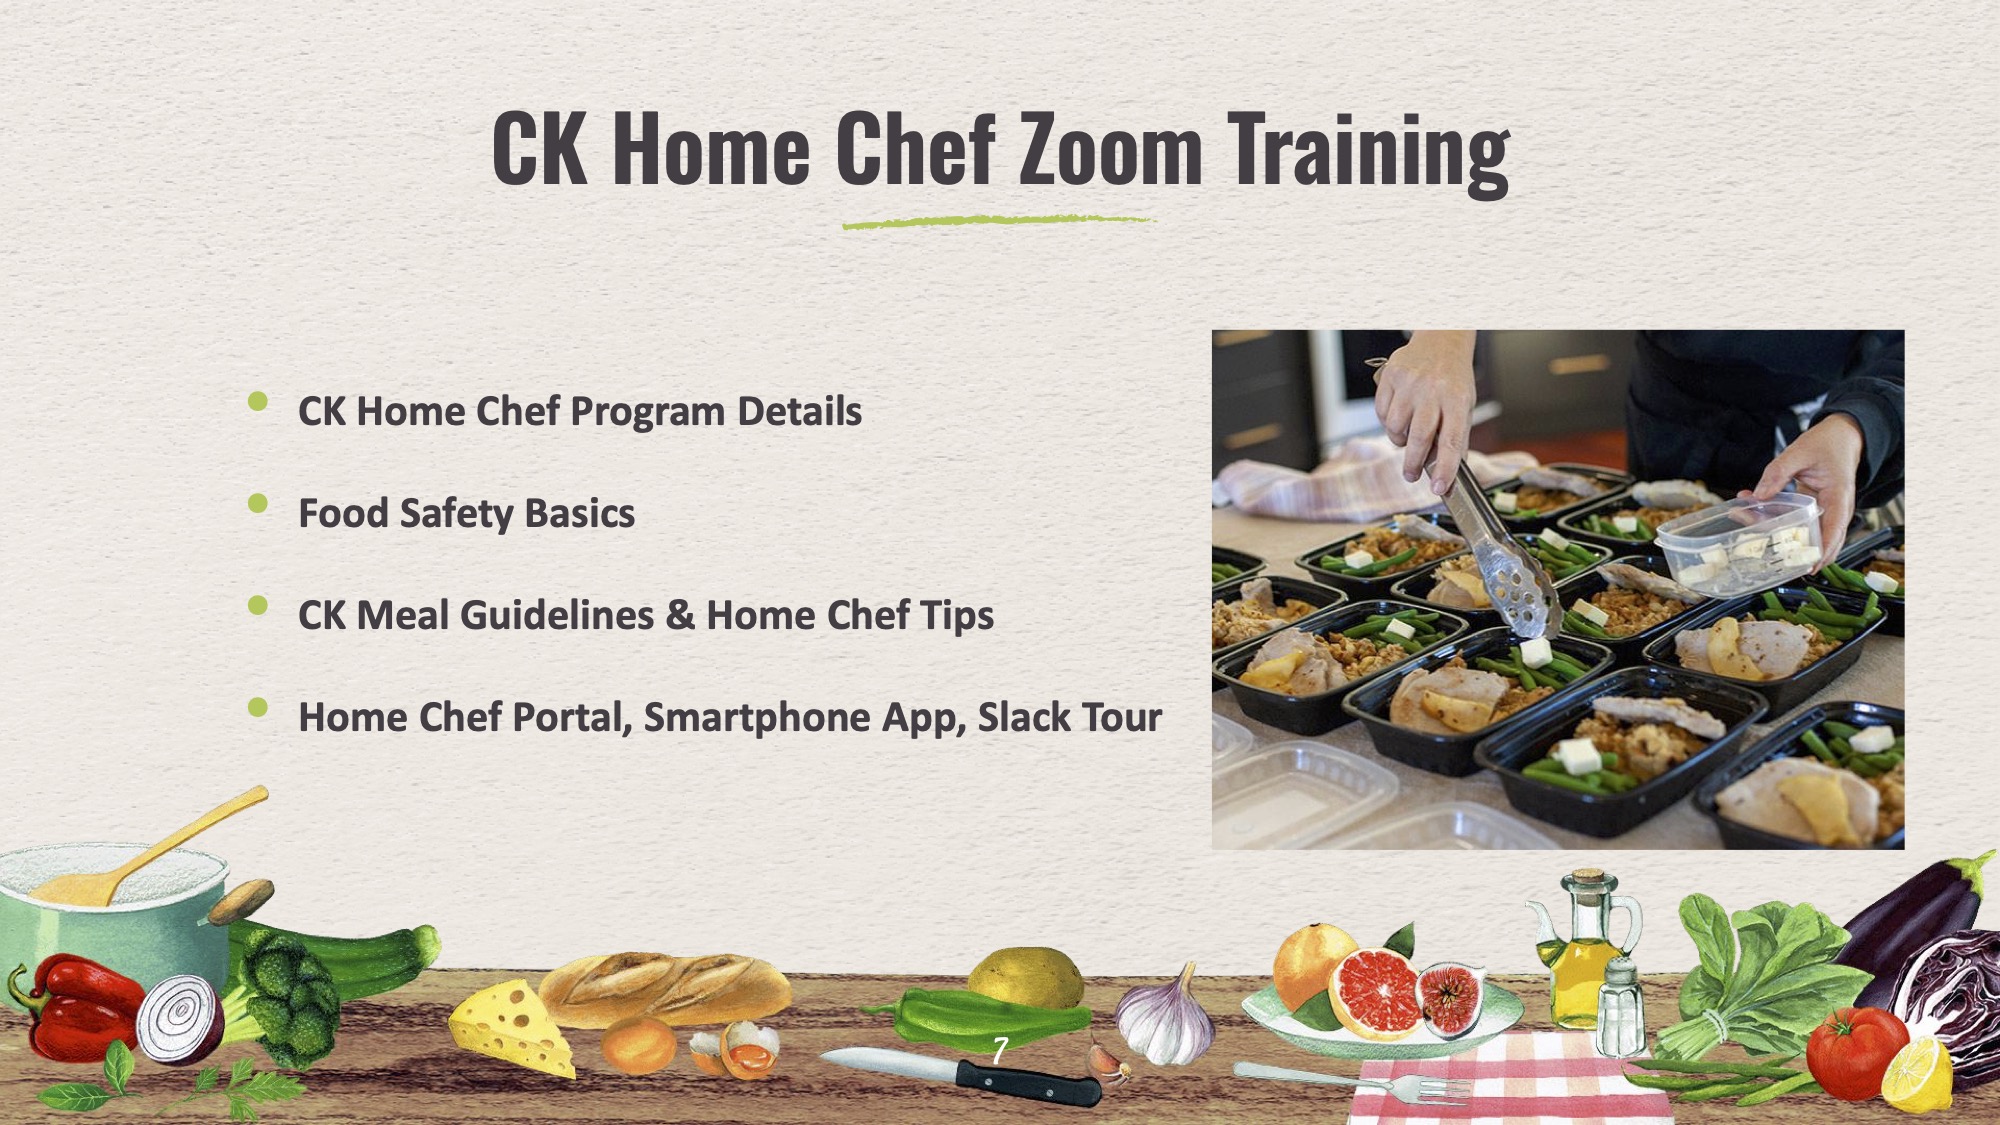 CK Home Chef Zoom Training
• CK Home Chef Program Details
• Food Safety Basics
• CK Meal Guidelines & Home Chef Tips
• Home Chef Portal, Smartphone App, Slack Tour
7